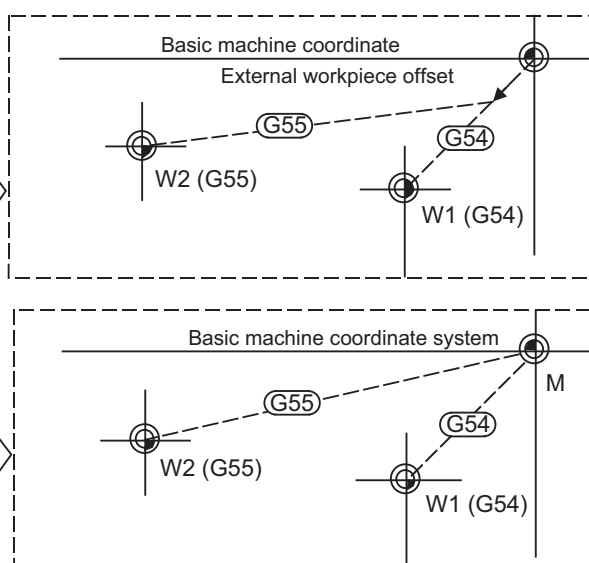 Basic machine coordinate
External workpiece offset
G55
G54
W2 (G55)
W1 (G54)
Basic machine coordinate system
M
G55
G54
W2 (G55)
W1 (G54)